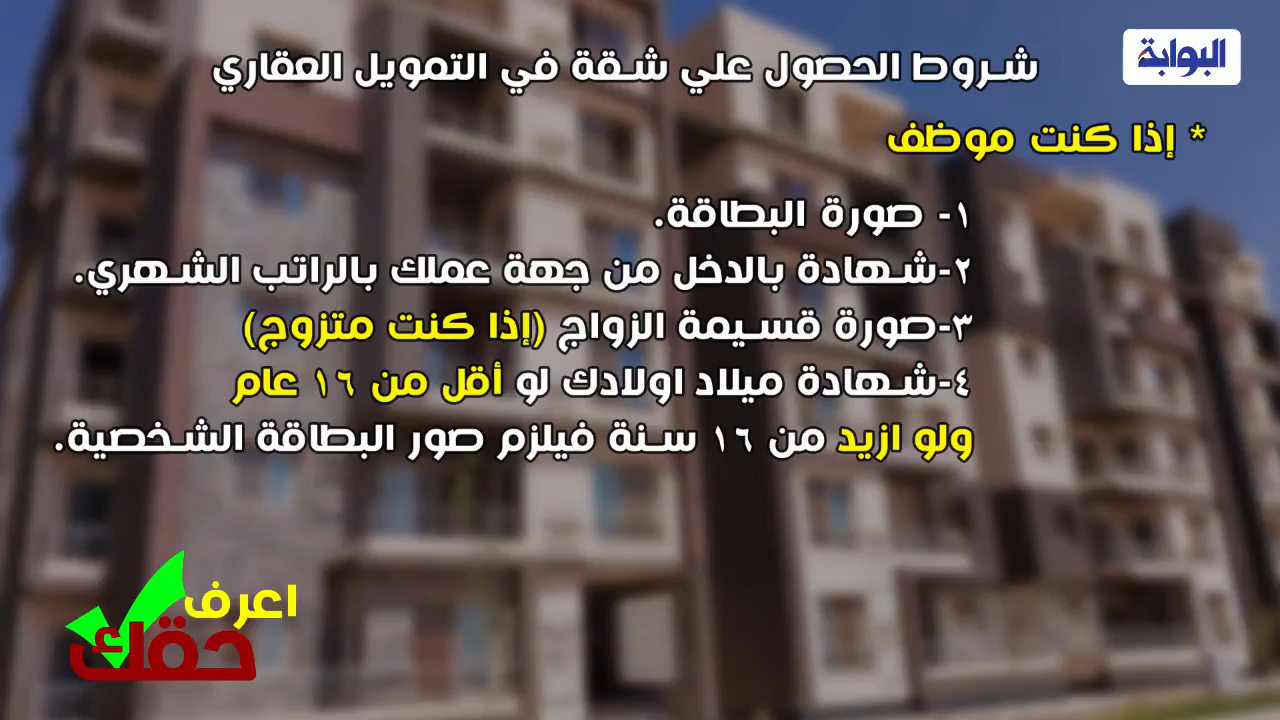 البوابة
شروط الحصول علي شقة في التمويل العقاري
* إذا كنت موظف
١- صورة البطاقة.
٢-شهادة بالدخل من جهة عملك بالراتب الشهري.
٣-صورة قسيمة الزواج (إذا كنت متزوج)
٤-شهادة ميلاد اولادك لو أقل من ١٦ عام
ولو ازيد من ١٦ سنة فيلزم صور البطاقة الشخصية.
اعرف
حقك